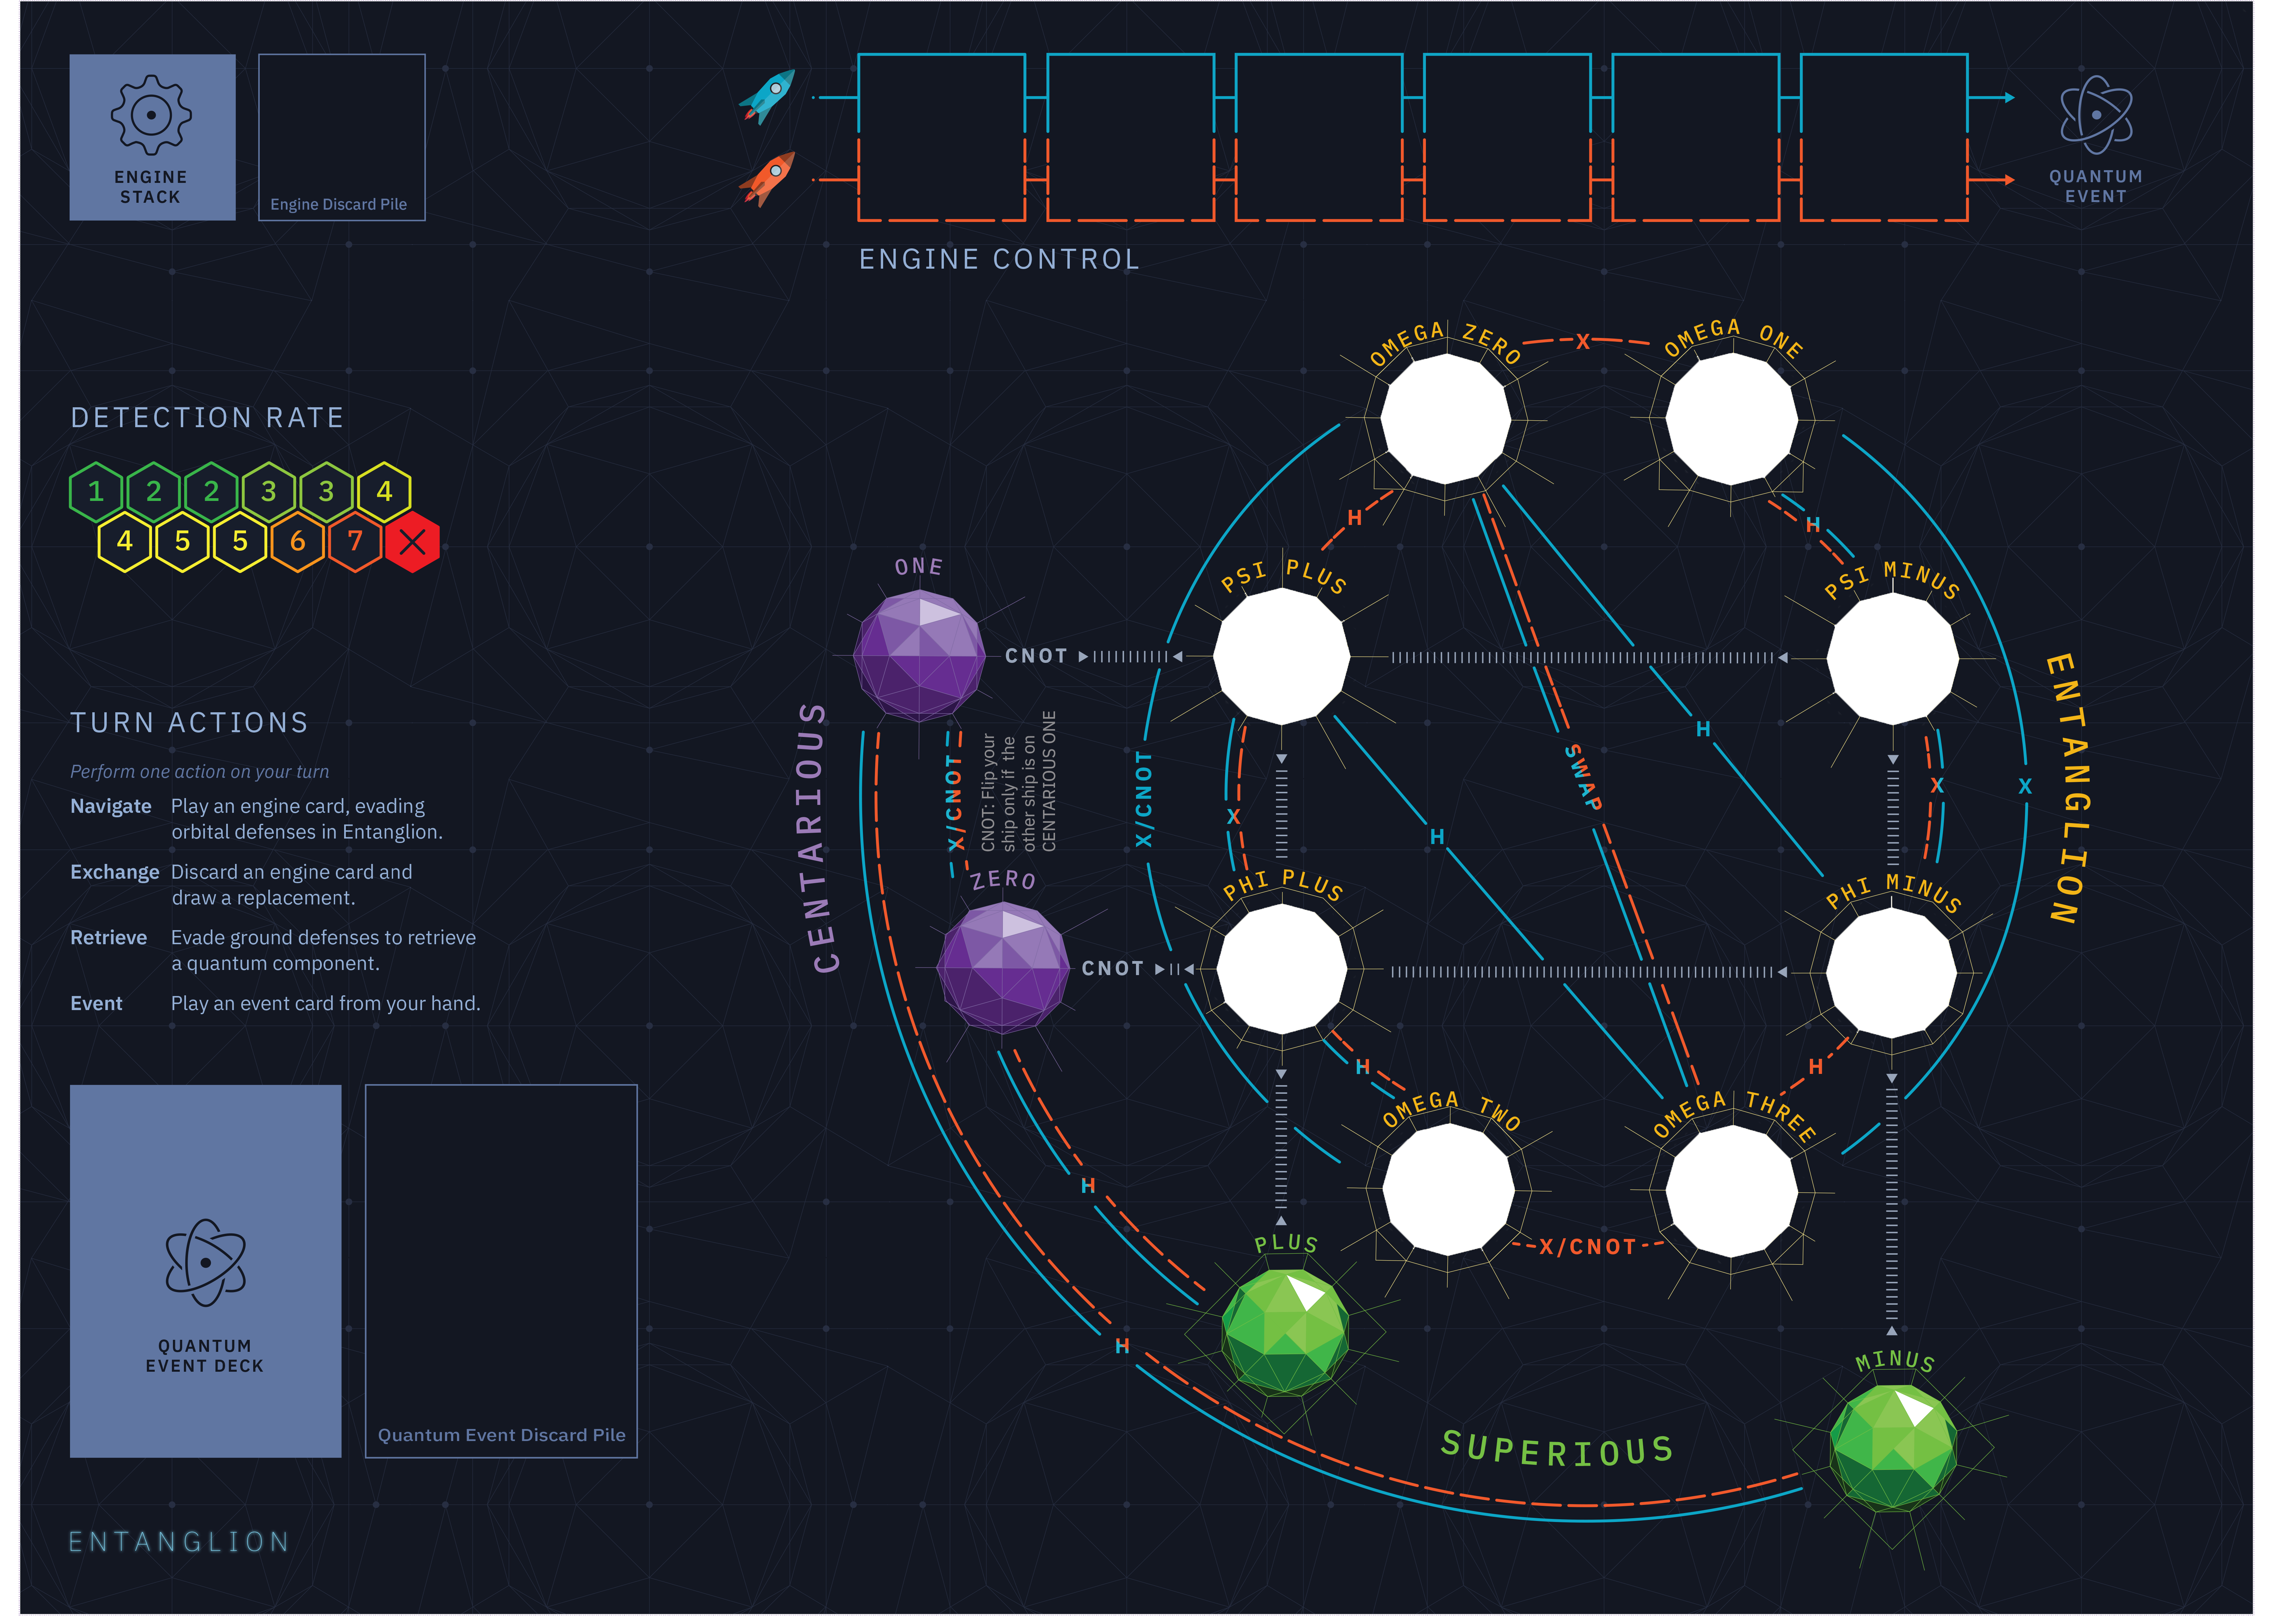 ENGINE
STACK
Engine Discard Pile
QUANTUM
EVENT
ENGINE CONTROL
OMEGA ZERO
X
OMEGA ONE
DETECTION RATE
1 2 2 3 3 4
4 5 5 6 7
H
H
ONE
PSI PLUS
PSI MINUS
CNOT
ENTANGLION
CENTARIOUS
TURN ACTIONS
Perform one action on your turn
Navigate Play an engine card, evading
orbital defenses in Entanglion.
Exchange Discard an engine card and
draw a replacement.
Retrieve Evade ground defenses to retrieve
a quantum component.
Event Play an event card from your hand.
X/CNOT
CNOT: Flip your
ship only if the
other ship is on
CENTARIOUS ONE
X/CNOT
X
H
SWAP
H
X
X
ZERO
PHI PLUS
PHI MINUS
CNOT
H
H
OMEGA TWO
OMEGA THREE
H
X/CNOT
PLUS
H
MINUS
SUPERIOUS
QUANTUM
EVENT DECK
Quantum Event Discard Pile
ENTANGLION